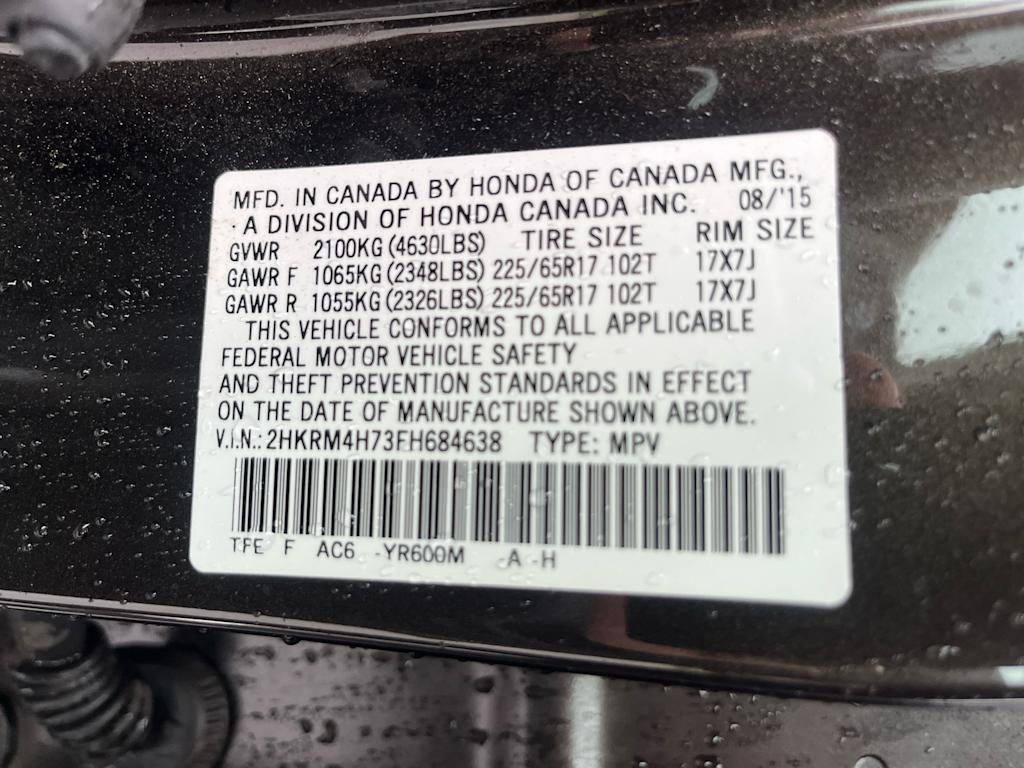 MFD. IN CANADA BY HONDA OF CANADA MFG.,
A DIVISION OF HONDA CANADA INC. 08/'15
GVWR 2100KG (4630LBS) TIRE SIZE RIM SIZE
GAWR F 1065KG (2348LBS) 225/65R17 102T 17X7J
GAWR R 1055KG (2326LBS) 225/65R17 102T 17X7J
THIS VEHICLE CONFORMS TO ALL APPLICABLE
FEDERAL MOTOR VEHICLE SAFETY
AND THEFT PREVENTION STANDARDS IN EFFECT
ON THE DATE OF MANUFACTURE SHOWN ABOVE.
V.I.N.: 2HKRM4H73FH684638 TYPE: MPV
TFE F AC6 -YR600M -A -H